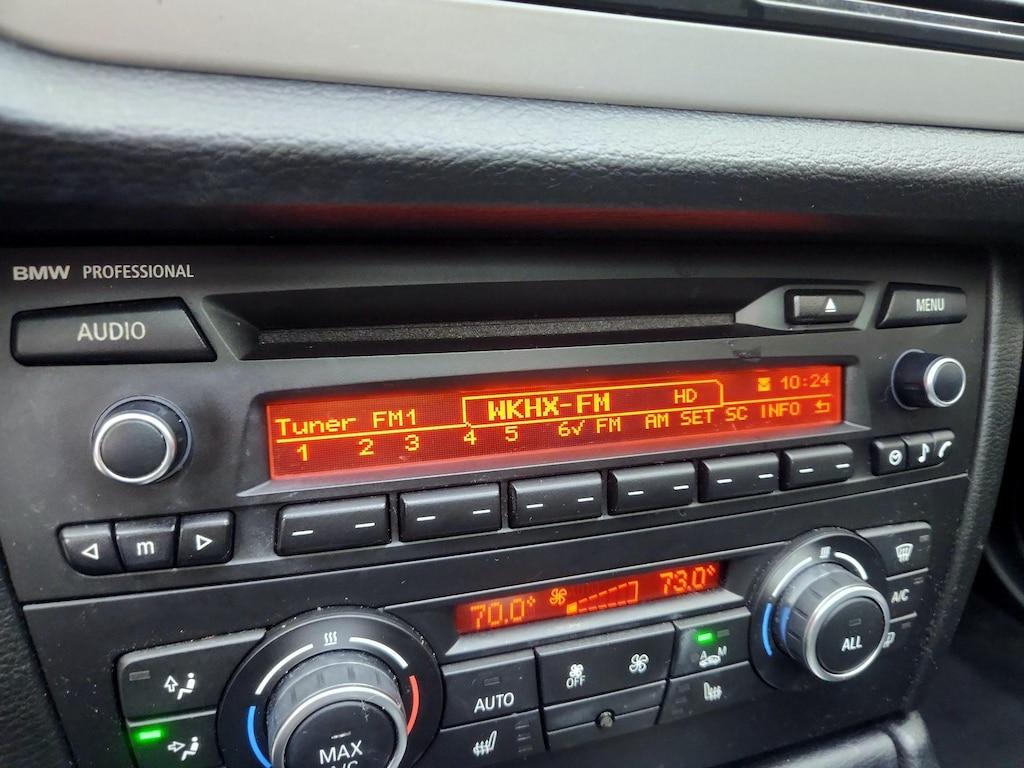 BMW PROFESSIONAL
AUDIO
MENU
Tuner FM1 WKHX-FM HD 10:24
1 2 3 4 5 6√ FM AM SET SC INFO
m
70.0° 73.0°
A/C
ALL
OFF
A M
AUTO
MAX
A/C